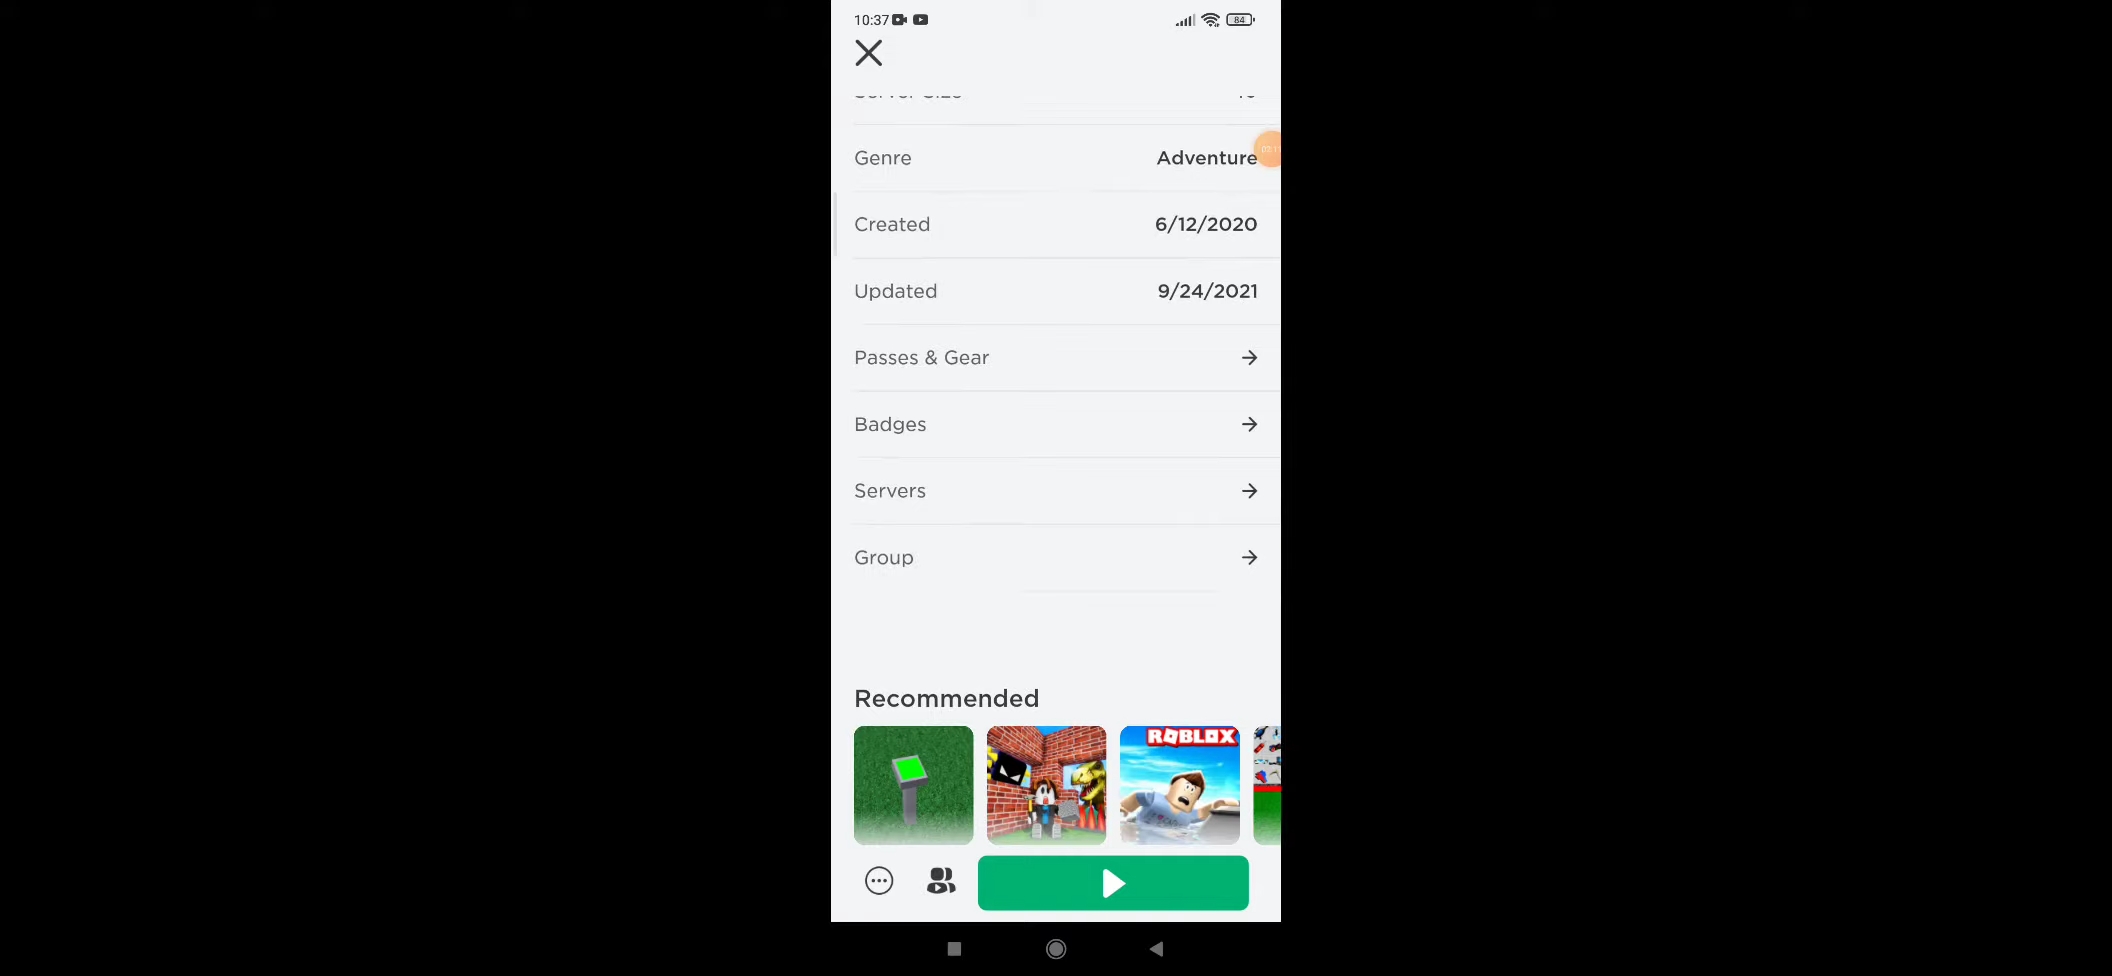 10:37
84
Genre Adventure
Created 6/12/2020
Updated 9/24/2021
Passes & Gear
Badges
Servers
Group
Recommended
ROBLOX